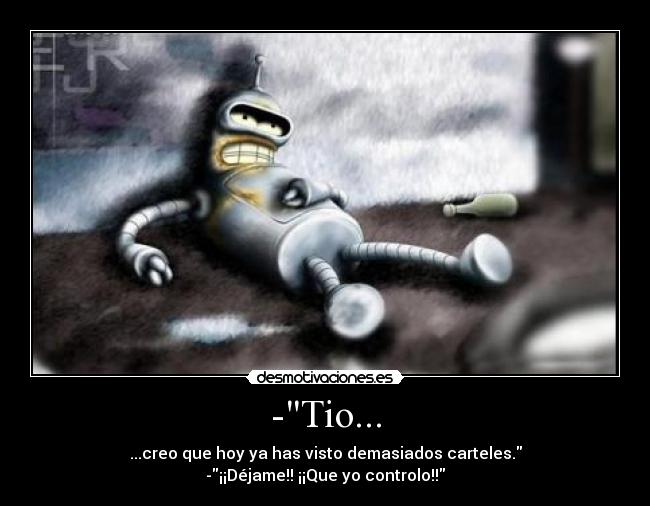 desmotivaciones.es
-"Tio...
...creo que hoy ya has visto demasiados carteles."
-"¡¡Déjame!! ¡¡Que yo controlo!!"